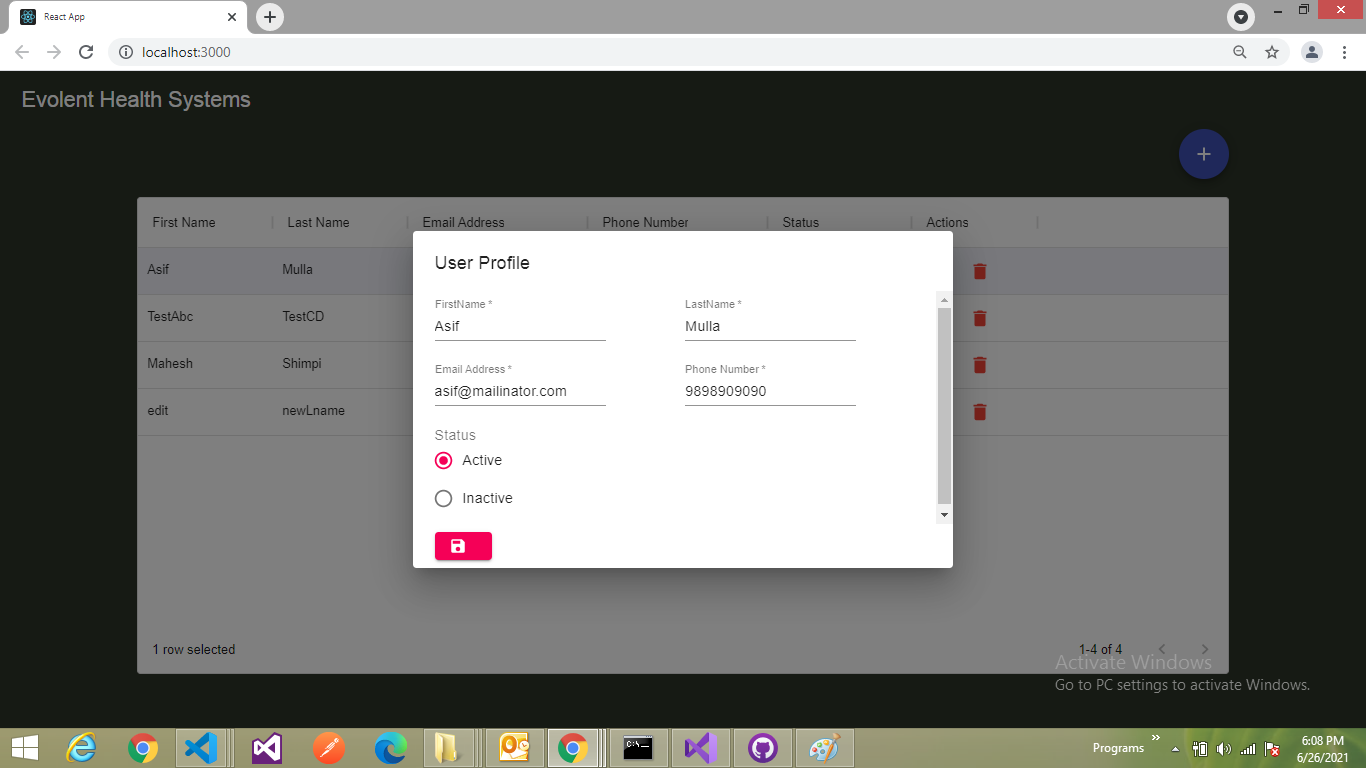 React App
localhost:3000
Evolent Health Systems
First Name Last Name Email Address Phone Number Status Actions
User Profile
Asif Mulla
TestAbc TestCD
Mahesh Shimpi
edit newLname
FirstName * LastName *
Asif Mulla
Email Address * Phone Number *
asif@mailinator.com 9898909090
Status
Active
Inactive
1 row selected 1-4 of 4
Activate Windows
Go to PC settings to activate Windows.
C:\_
Programs 6:08 PM
6/26/2021